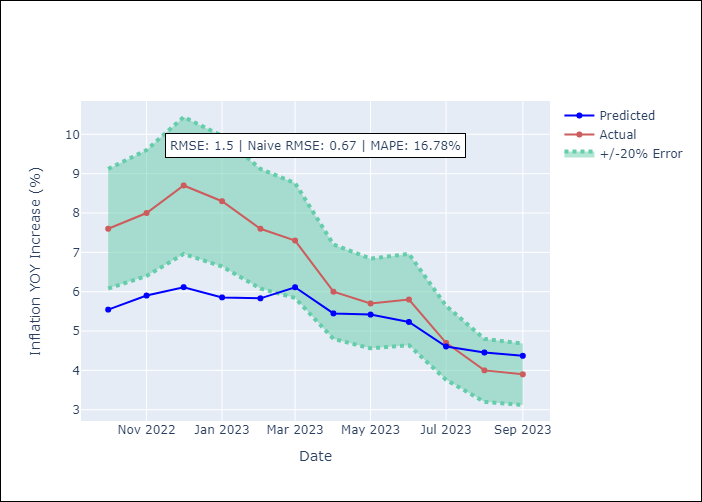 Predicted
Actual
+/-20% Error
RMSE: 1.5 | Naive RMSE: 0.67 | MAPE: 16.78%
10
9
8
7
6
5
4
3
Inflation YOY Increase (%)
Nov 2022 Jan 2023 Mar 2023 May 2023 Jul 2023 Sep 2023
Date